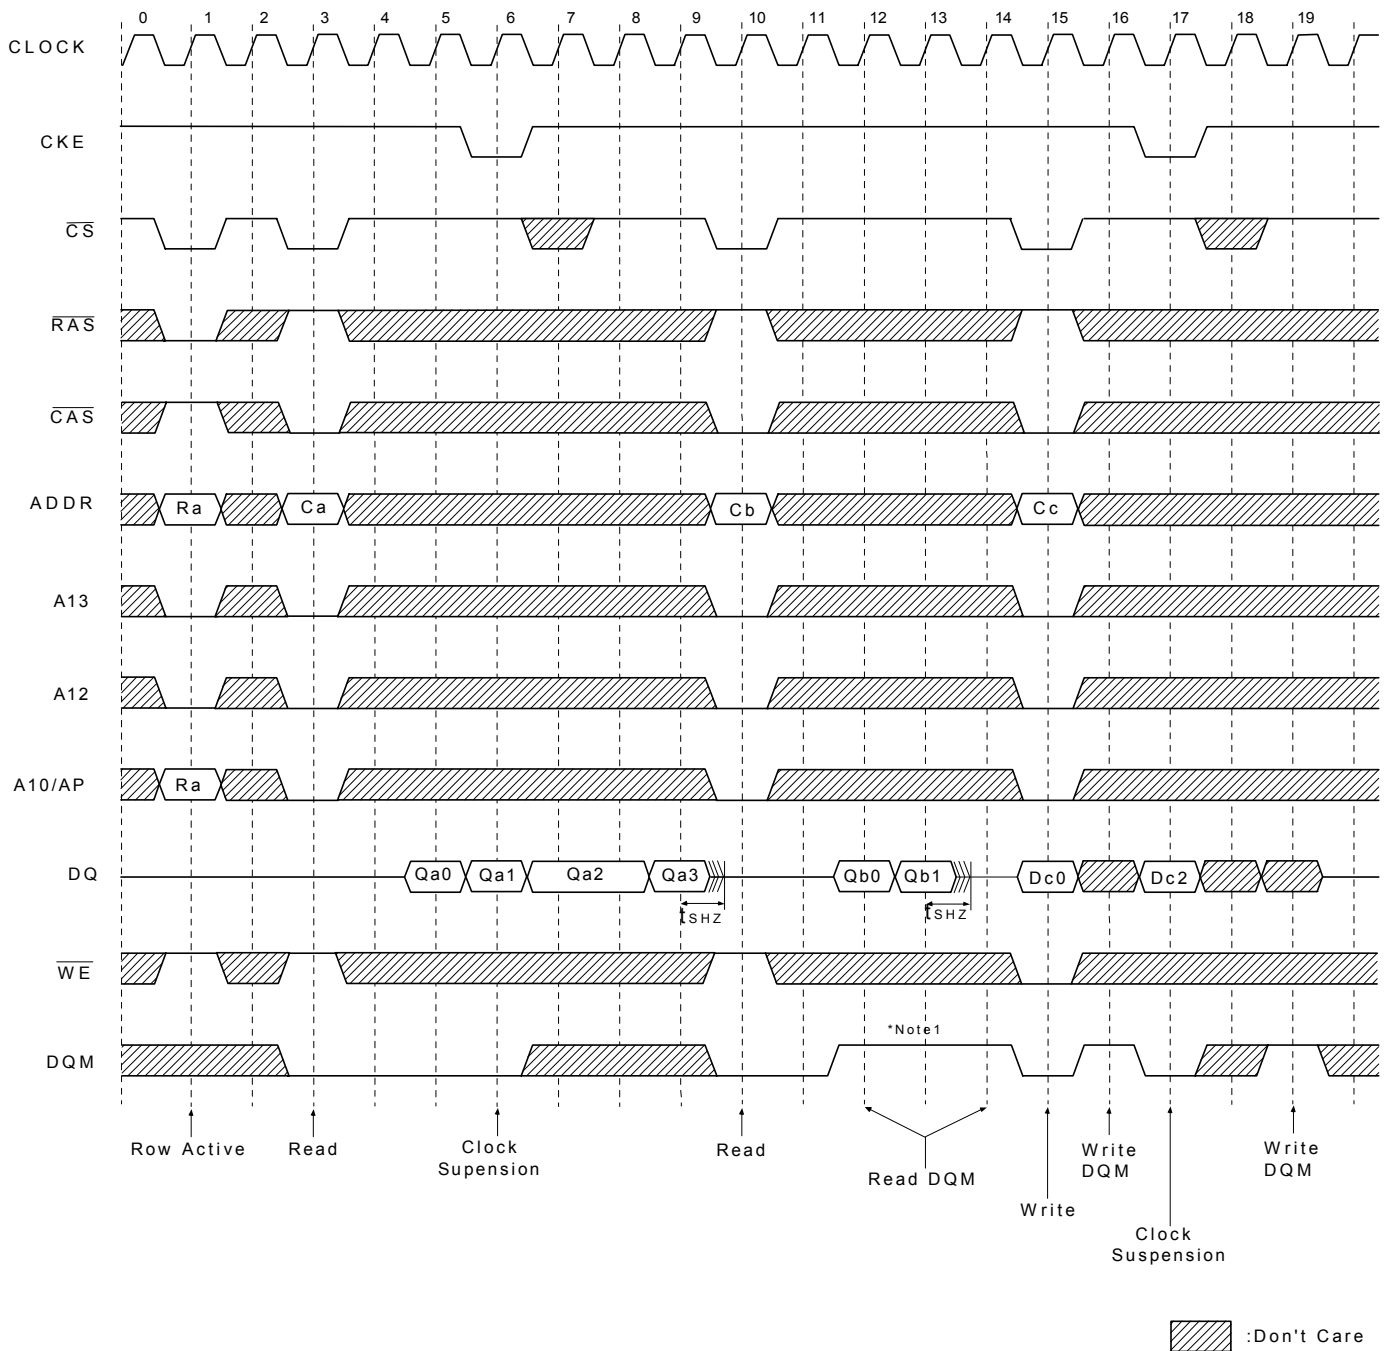 0 1 2 3 4 5 6 7 8 9 10 11 12 13 14 15 16 17 18 19
CLOCK
CKE
CS
RAS
CAS
ADDR Ra Ca Cb Cc
A13
A12
A10/AP Ra
DQ Qa0 Qa1 Qa2 Qa3 Qb0 Qb1 Dc0 Dc2
tSHZ tSHZ
WE
*Note1
DQM
Row Active Read Clock Read Write Write
Supension DQM DQM
Read DQM
Write
Clock
Suspension
:Don't Care